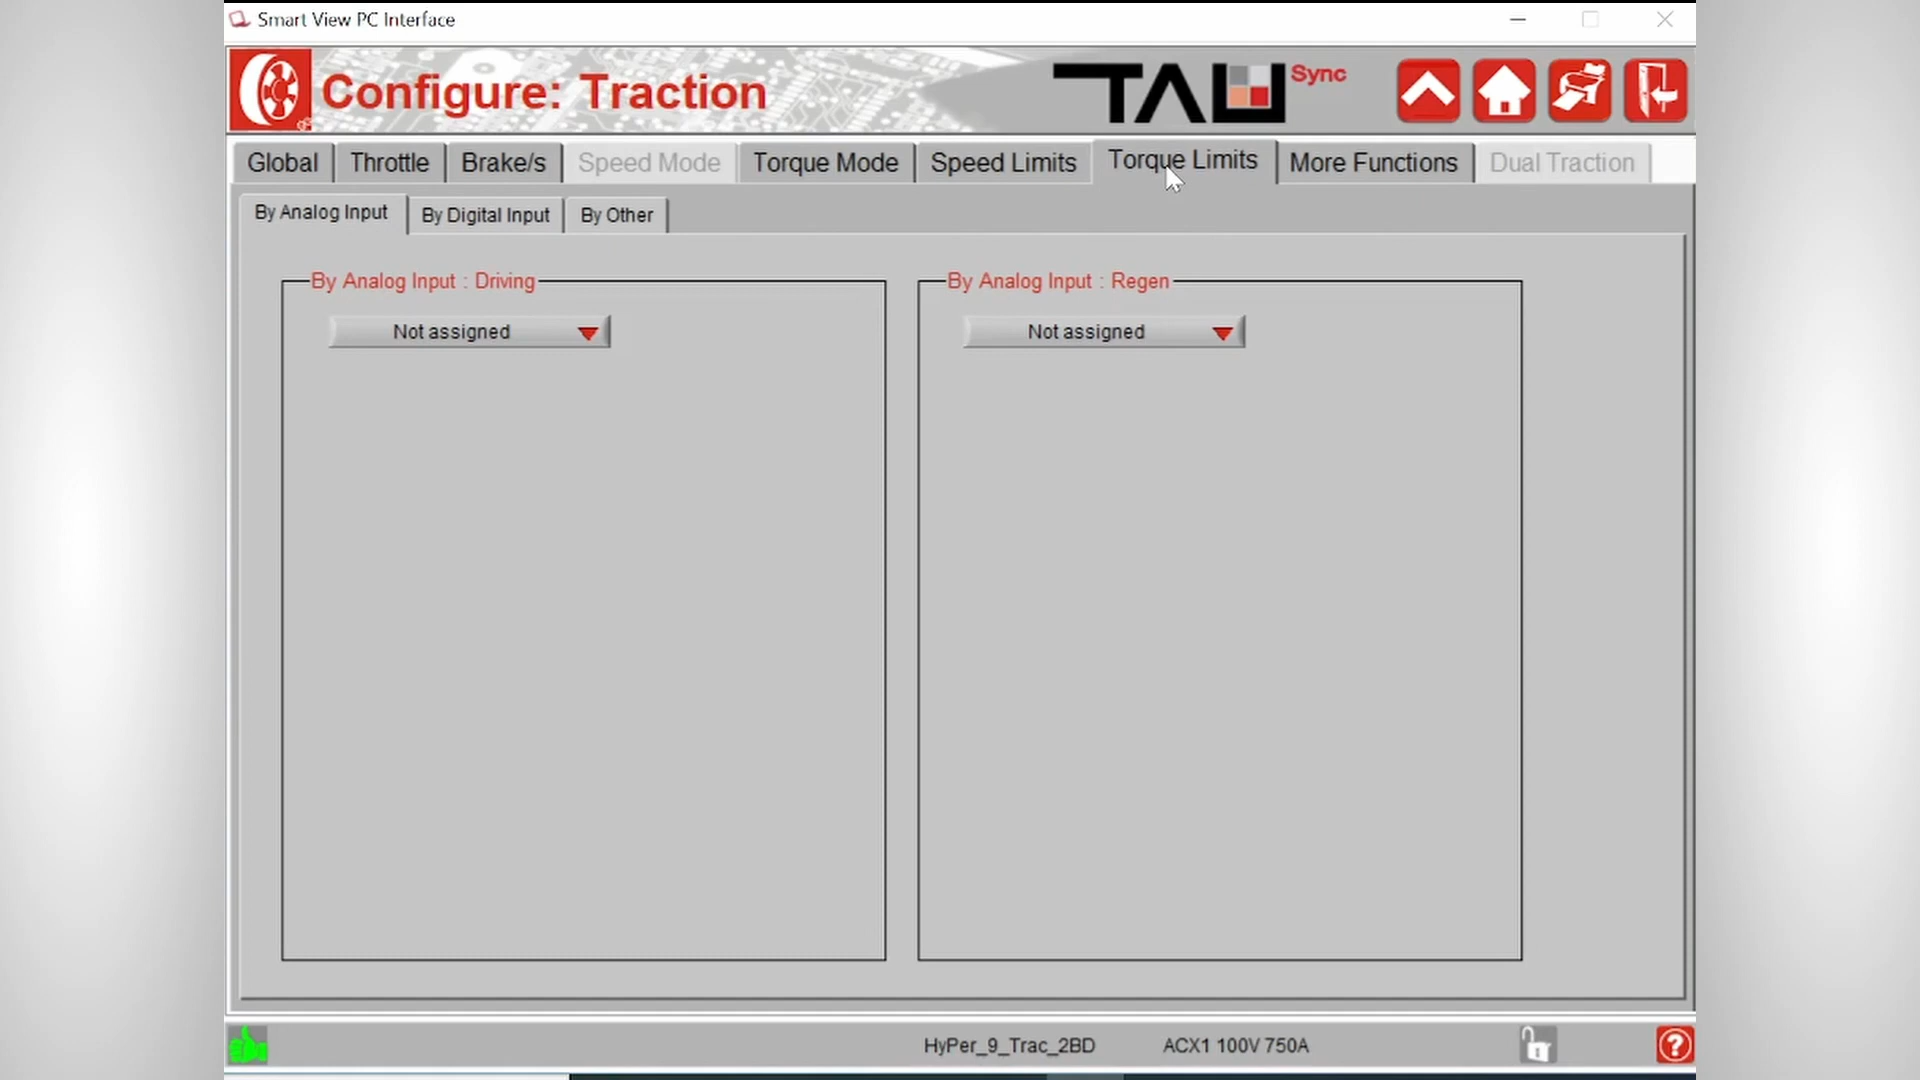 Smart View PC Interface
Configure: Traction
TAU Sync
Global Throttle Brake/s Speed Mode Torque Mode Speed Limits Torque Limits More Functions Dual Traction
By Analog Input By Digital Input By Other
By Analog Input : Driving By Analog Input : Regen
Not assigned Not assigned
HyPer_9_Trac_2BD ACX1 100V 750A
?